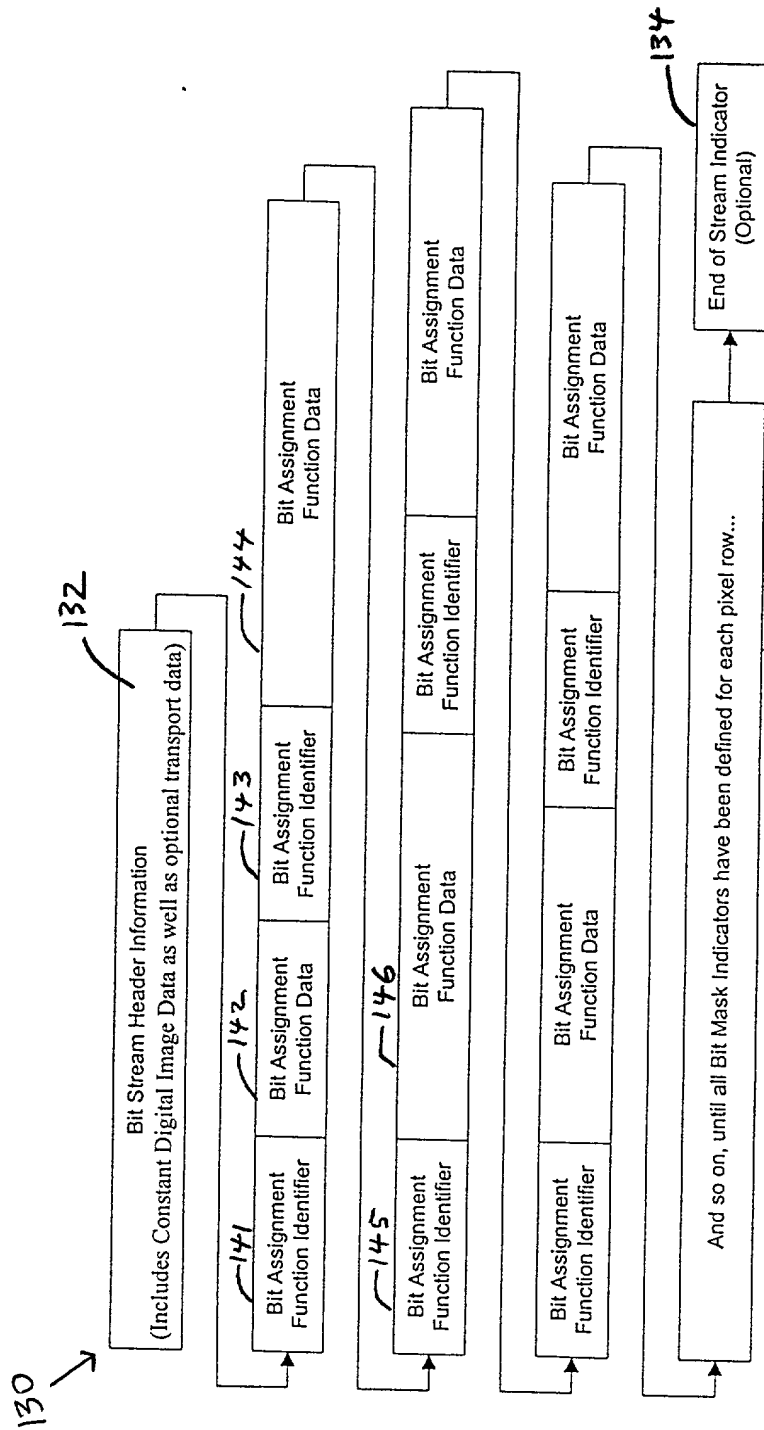 130
132
Bit Stream Header Information
(Includes Constant Digital Image Data as well as optional transport data)
141
142
143
144
Bit Assignment
Function Identifier
Bit Assignment
Function Data
Bit Assignment
Function Identifier
Bit Assignment
Function Data
145
146
Bit Assignment
Function Identifier
Bit Assignment
Function Data
Bit Assignment
Function Identifier
Bit Assignment
Function Data
Bit Assignment
Function Identifier
Bit Assignment
Function Data
Bit Assignment
Function Identifier
Bit Assignment
Function Data
And so on, until all Bit Mask Indicators have been defined for each pixel row...
134
End of Stream Indicator
(Optional)